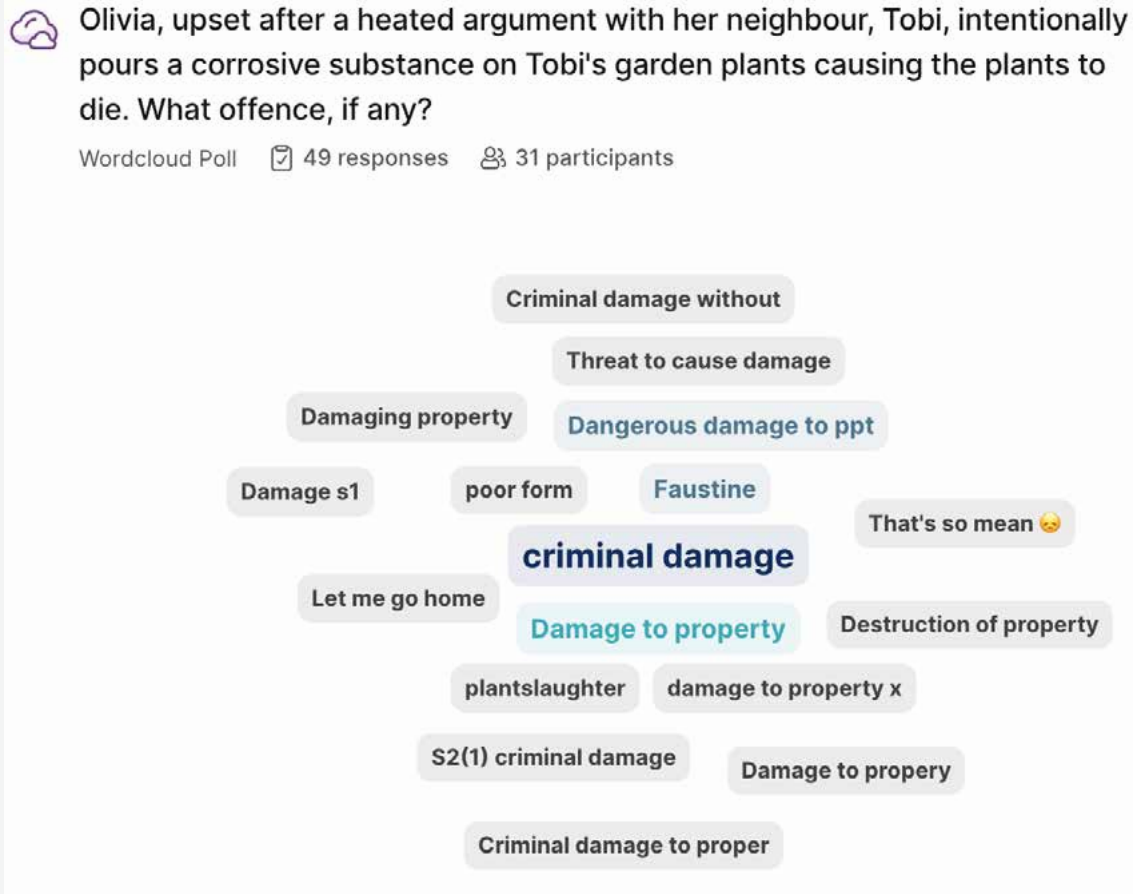 Olivia, upset after a heated argument with her neighbour, Tobi, intentionally
pours a corrosive substance on Tobi's garden plants causing the plants to
die. What offence, if any?
Wordcloud Poll 49 responses 31 participants
Criminal damage without
Threat to cause damage
Damaging property
Dangerous damage to ppt
Damage s1
poor form
Faustine
That's so mean 😞
criminal damage
Let me go home
Damage to property
Destruction of property
plantslaughter
damage to property x
S2(1) criminal damage
Damage to propery
Criminal damage to proper